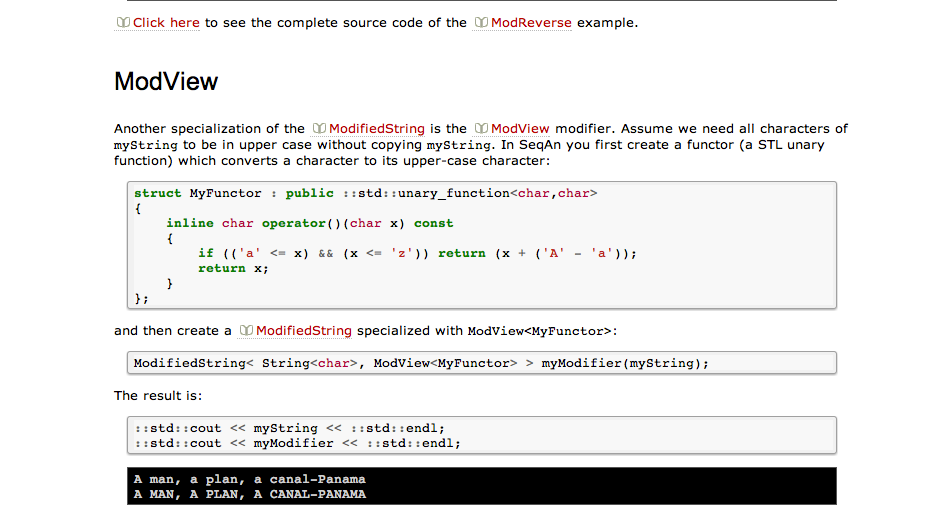 Click here to see the complete source code of the ModReverse example.
ModView
Another specialization of the ModifiedString is the ModView modifier. Assume we need all characters of
myString to be in upper case without copying myString. In SeqAn you first create a functor (a STL unary
function) which converts a character to its upper-case character:
struct MyFunctor : public ::std::unary_function<char,char>
{
    inline char operator()(char x) const
    {
        if (('a' <= x) && (x <= 'z')) return (x + ('A' - 'a'));
        return x;
    }
};
and then create a ModifiedString specialized with ModView<MyFunctor>:
ModifiedString< String<char>, ModView<MyFunctor> > myModifier(myString);
The result is:
::std::cout << myString << ::std::endl;
::std::cout << myModifier << ::std::endl;
A man, a plan, a canal-Panama
A MAN, A PLAN, A CANAL-PANAMA